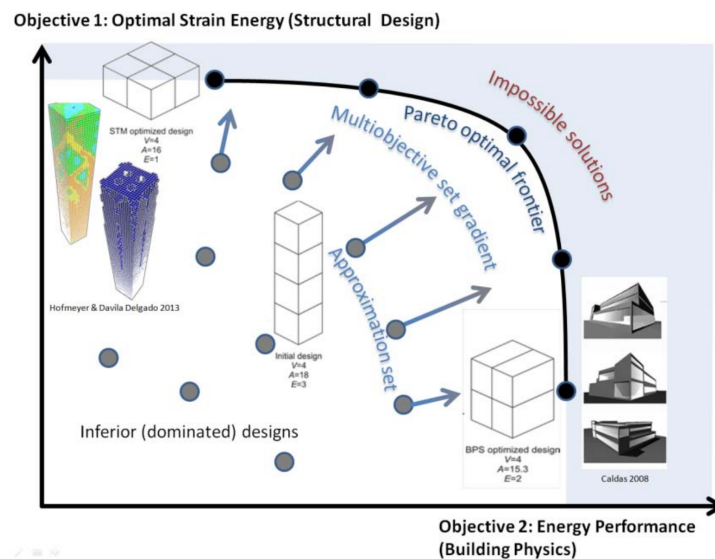 Objective 1: Optimal Strain Energy (Structural Design)
Impossible solutions
Pareto optimal frontier
Multiobjective set gradient
Approximation set
STM optimized design
V=4
A=16
E=1
Hofmeyer & Davila Delgado 2013
Initial design
V=4
A=18
E=3
Inferior (dominated) designs
BPS optimized design
V=4
A=15.3
E=2
Caldas 2008
Objective 2: Energy Performance
(Building Physics)